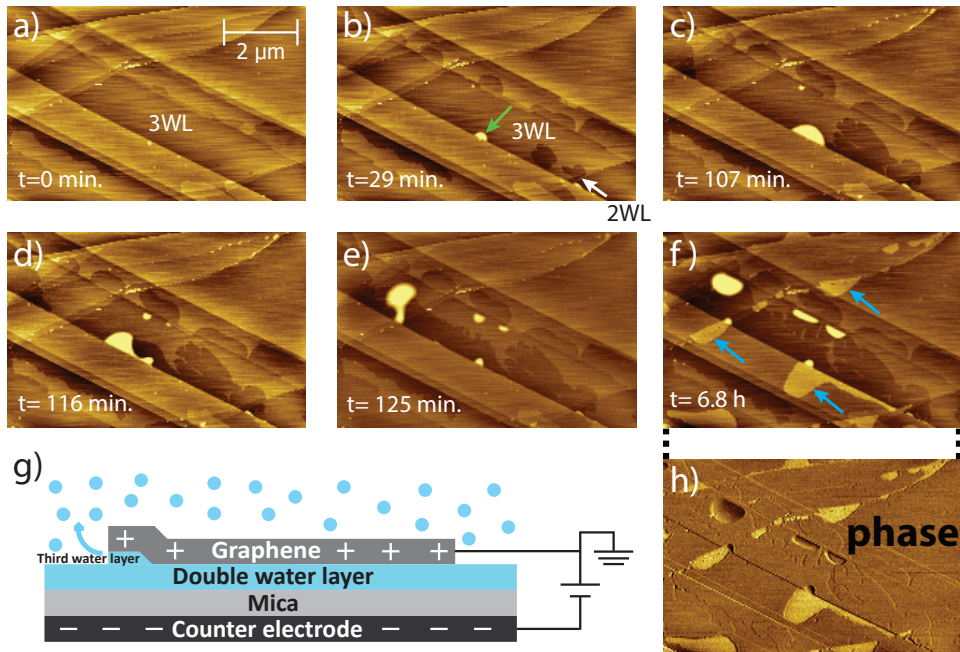 a)
2 μm
3WL
t=0 min.
b)
3WL
2WL
t=29 min.
c)
t= 107 min.
d)
t= 116 min.
e)
t= 125 min.
f)
t= 6.8 h
g)
Third water layer
+ + Graphene + + +
Double water layer
Mica
− − − − Counter electrode − − − −
h)
phase